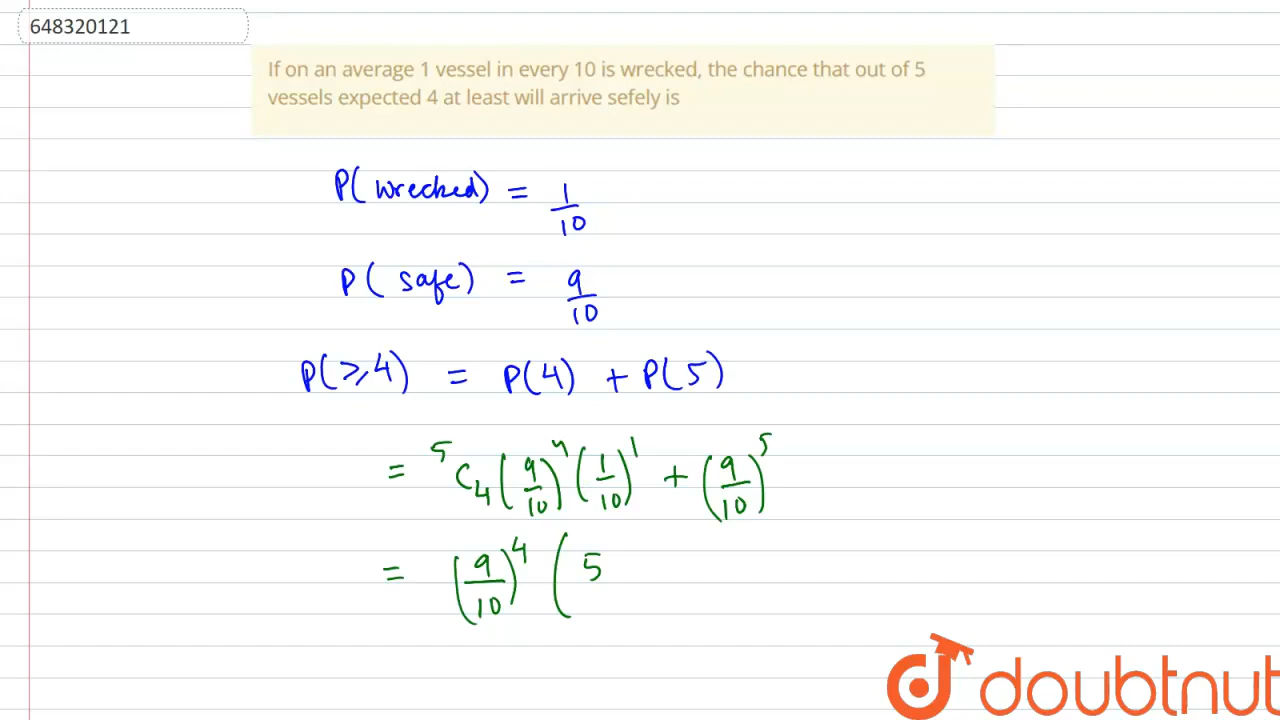 648320121
If on an average 1 vessel in every 10 is wrecked, the chance that out of 5
vessels expected 4 at least will arrive sefely is
P(wrecked) = 1/10
P(safe) = 9/10
P(≥4) = P(4) + P(5)
= ⁵C₄ (9/10)⁴ (1/10)¹ + (9/10)⁵
= (9/10)⁴ ( 5
doubtnut